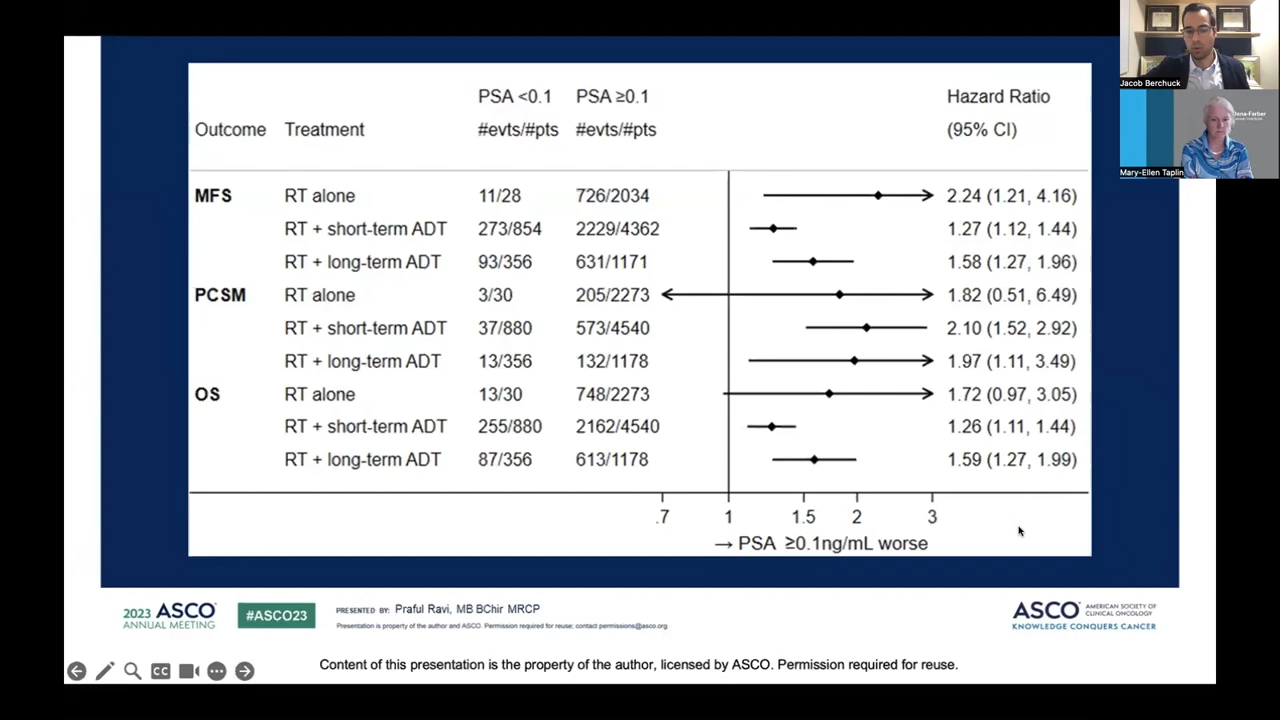 Jacob Berchuck
Dana-Farber
Mary-Ellen Taplin
PSA <0.1 PSA ≥0.1 Hazard Ratio
Outcome Treatment #evts/#pts #evts/#pts (95% CI)
MFS RT alone 11/28 726/2034 2.24 (1.21, 4.16)
RT + short-term ADT 273/854 2229/4362 1.27 (1.12, 1.44)
RT + long-term ADT 93/356 631/1171 1.58 (1.27, 1.96)
PCSM RT alone 3/30 205/2273 1.82 (0.51, 6.49)
RT + short-term ADT 37/880 573/4540 2.10 (1.52, 2.92)
RT + long-term ADT 13/356 132/1178 1.97 (1.11, 3.49)
OS RT alone 13/30 748/2273 1.72 (0.97, 3.05)
RT + short-term ADT 255/880 2162/4540 1.26 (1.11, 1.44)
RT + long-term ADT 87/356 613/1178 1.59 (1.27, 1.99)
.7 1 1.5 2 3
→ PSA ≥0.1ng/mL worse
2023 ASCO
ANNUAL MEETING
#ASCO23
PRESENTED BY: Praful Ravi, MB BChir MRCP
Presentation is property of the author and ASCO. Permission required for reuse; contact permissions@asco.org.
ASCO AMERICAN SOCIETY OF
CLINICAL ONCOLOGY
KNOWLEDGE CONQUERS CANCER
CC
Content of this presentation is the property of the author, licensed by ASCO. Permission required for reuse.